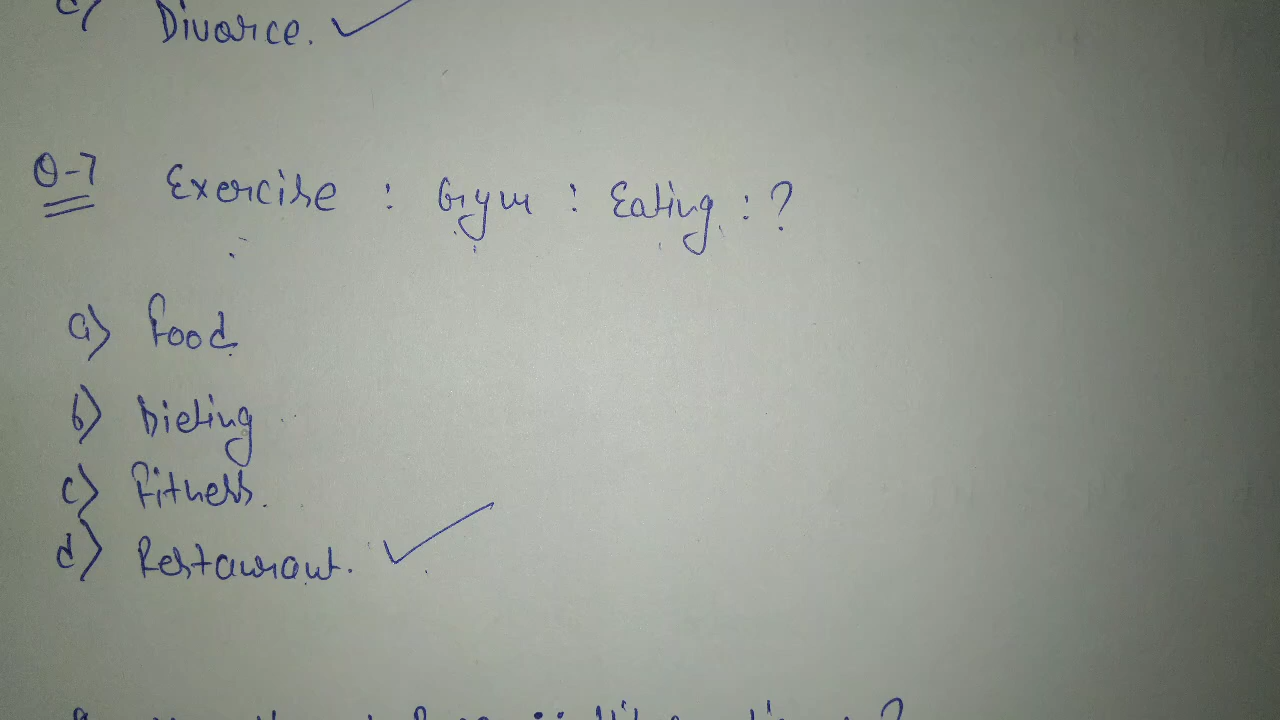 c) Divorce. ✓
Q-7 Exercise : Gym : Eating : ?
a) Food
b) Dieting
c) Fitness.
d) Restaurant. ✓